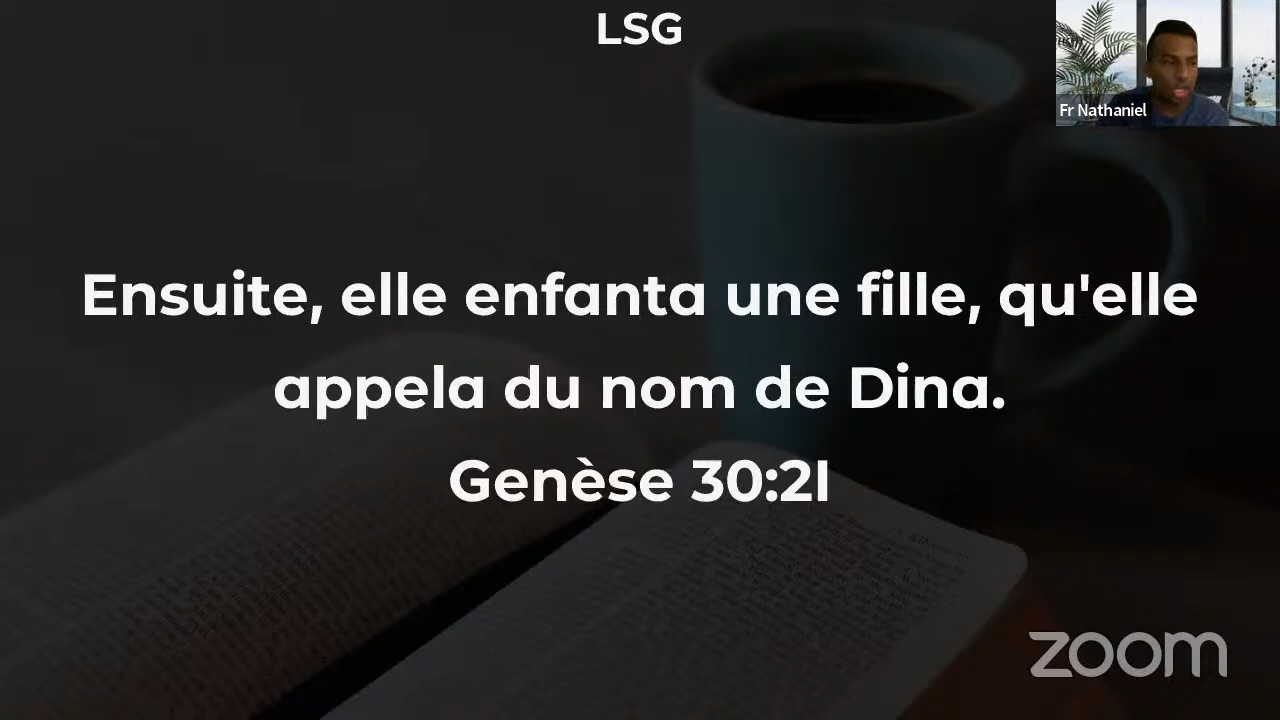 LSG
Fr Nathaniel
Ensuite, elle enfanta une fille, qu'elle
appela du nom de Dina.
Genèse 30:21
zoom